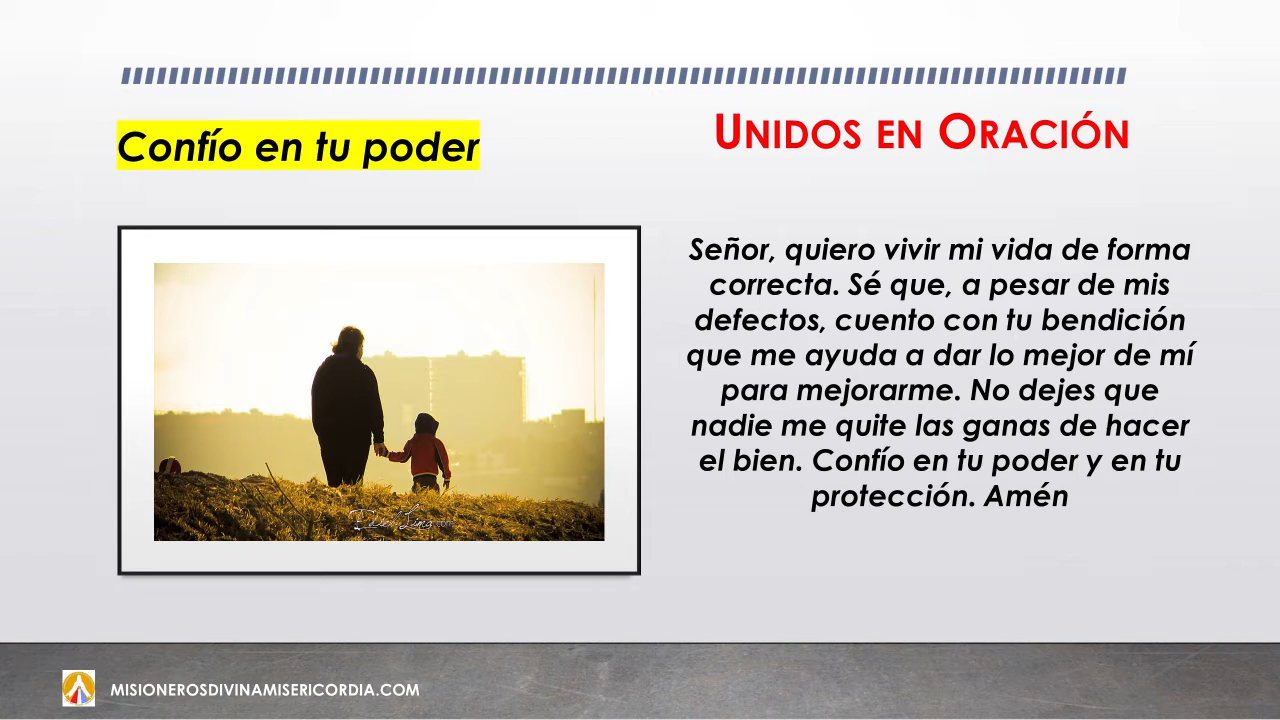 Confío en tu poder
UNIDOS EN ORACIÓN
Señor, quiero vivir mi vida de forma
correcta. Sé que, a pesar de mis
defectos, cuento con tu bendición
que me ayuda a dar lo mejor de mí
para mejorarme. No dejes que
nadie me quite las ganas de hacer
el bien. Confío en tu poder y en tu
protección. Amén
MISIONEROSDIVINAMISERICORDIA.COM